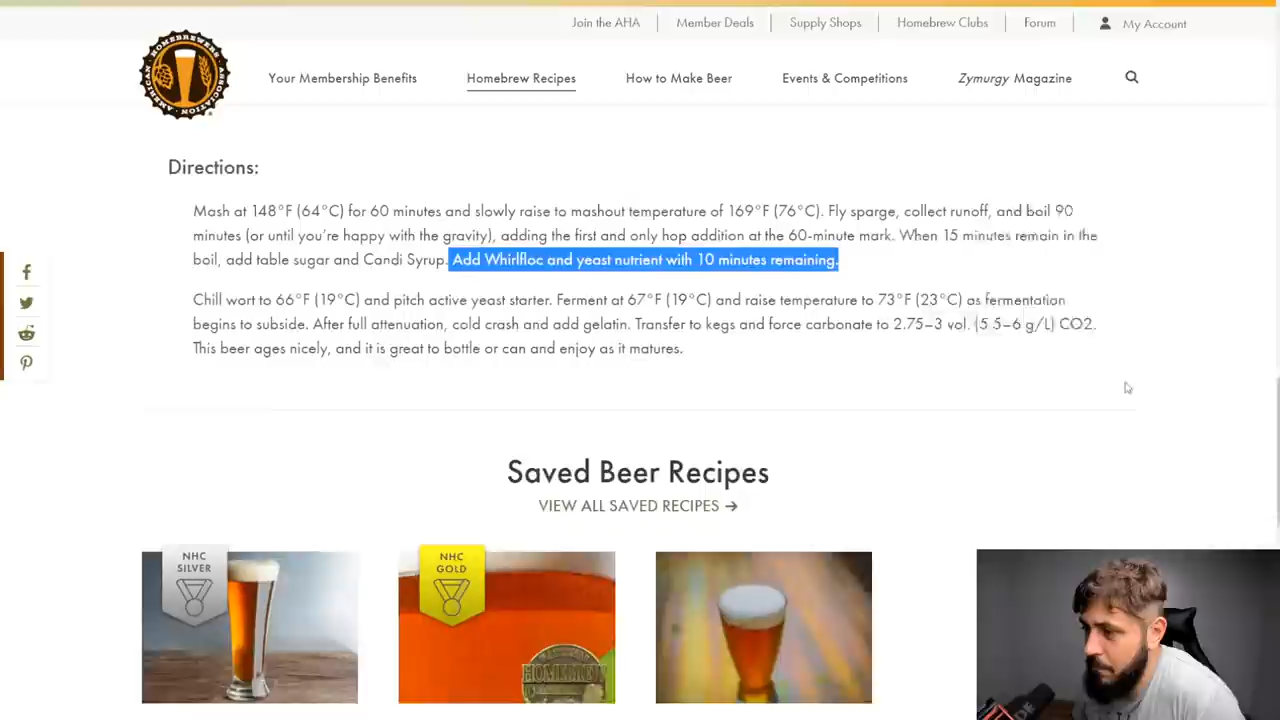 Join the AHA
Member Deals
Supply Shops
Homebrew Clubs
Forum
My Account
AMERICAN HOMEBREWERS ASSOCIATION
Your Membership Benefits
Homebrew Recipes
How to Make Beer
Events & Competitions
Zymurgy Magazine
Directions:
Mash at 148°F (64°C) for 60 minutes and slowly raise to mashout temperature of 169°F (76°C). Fly sparge, collect runoff, and boil 90
minutes (or until you're happy with the gravity), adding the first and only hop addition at the 60-minute mark. When 15 minutes remain in the
boil, add table sugar and Candi Syrup. Add Whirlfloc and yeast nutrient with 10 minutes remaining.
Chill wort to 66°F (19°C) and pitch active yeast starter. Ferment at 67°F (19°C) and raise temperature to 73°F (23°C) as fermentation
begins to subside. After full attenuation, cold crash and add gelatin. Transfer to kegs and force carbonate to 2.75–3 vol. (5.5–6 g/L) CO2.
This beer ages nicely, and it is great to bottle or can and enjoy as it matures.
Saved Beer Recipes
VIEW ALL SAVED RECIPES →
NHC
SILVER
NHC
GOLD